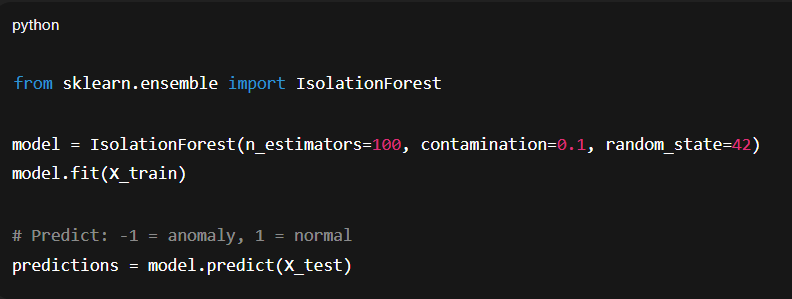 python
from sklearn.ensemble import IsolationForest
model = IsolationForest(n_estimators=100, contamination=0.1, random_state=42)
model.fit(X_train)
# Predict: -1 = anomaly, 1 = normal
predictions = model.predict(X_test)